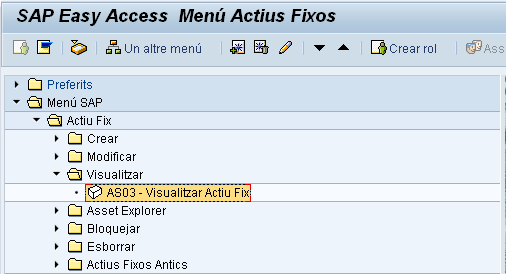 SAP Easy Access Menú Actius Fixos
Un altre menú Crear rol Ass
Preferits
Menú SAP
Actiu Fix
Crear
Modificar
Visualitzar
AS03 - Visualitzar Actiu Fix
Asset Explorer
Bloquejar
Esborrar
Actius Fixos Antics